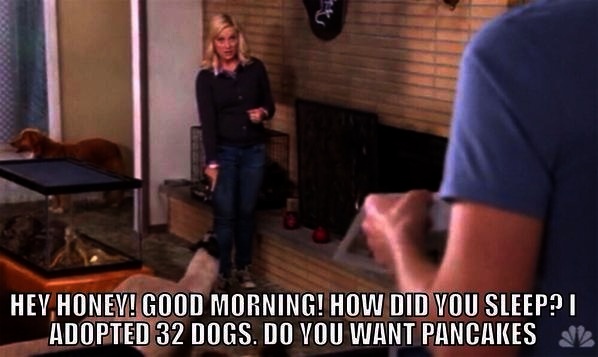 HEY HONEY! GOOD MORNING! HOW DID YOU SLEEP? I
ADOPTED 32 DOGS. DO YOU WANT PANCAKES